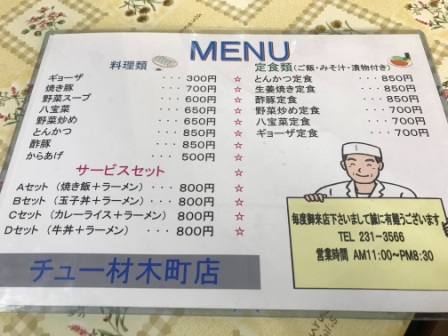 MENU
料理類
ギョーザ ・・・ 300円
焼き豚 ・・・ 700円
野菜スープ ・・・ 600円
八宝菜 ・・・ 650円
野菜炒め ・・・ 650円
とんかつ ・・・ 850円
酢豚 ・・・ 850円
からあげ ・・・ 500円
サービスセット
Aセット（焼き飯＋ラーメン） 800円
Bセット（玉子丼＋ラーメン） 800円
Cセット（カレーライス＋ラーメン） 800円
Dセット（牛丼＋ラーメン） ・・ 800円
チュー材木町店
定食類（ご飯・みそ汁・漬物付き）
とんかつ定食 ・・・ 850円
生姜焼き定食 ・・・ 850円
酢豚定食 ・・・ 850円
野菜炒め定食 ・・・ 700円
八宝菜定食 ・・・ 700円
ギョーザ定食 ・・・ 700円
毎度御来店下さいまして誠に有難うございます
TEL 231-3566
営業時間 AM11:00～PM8:30